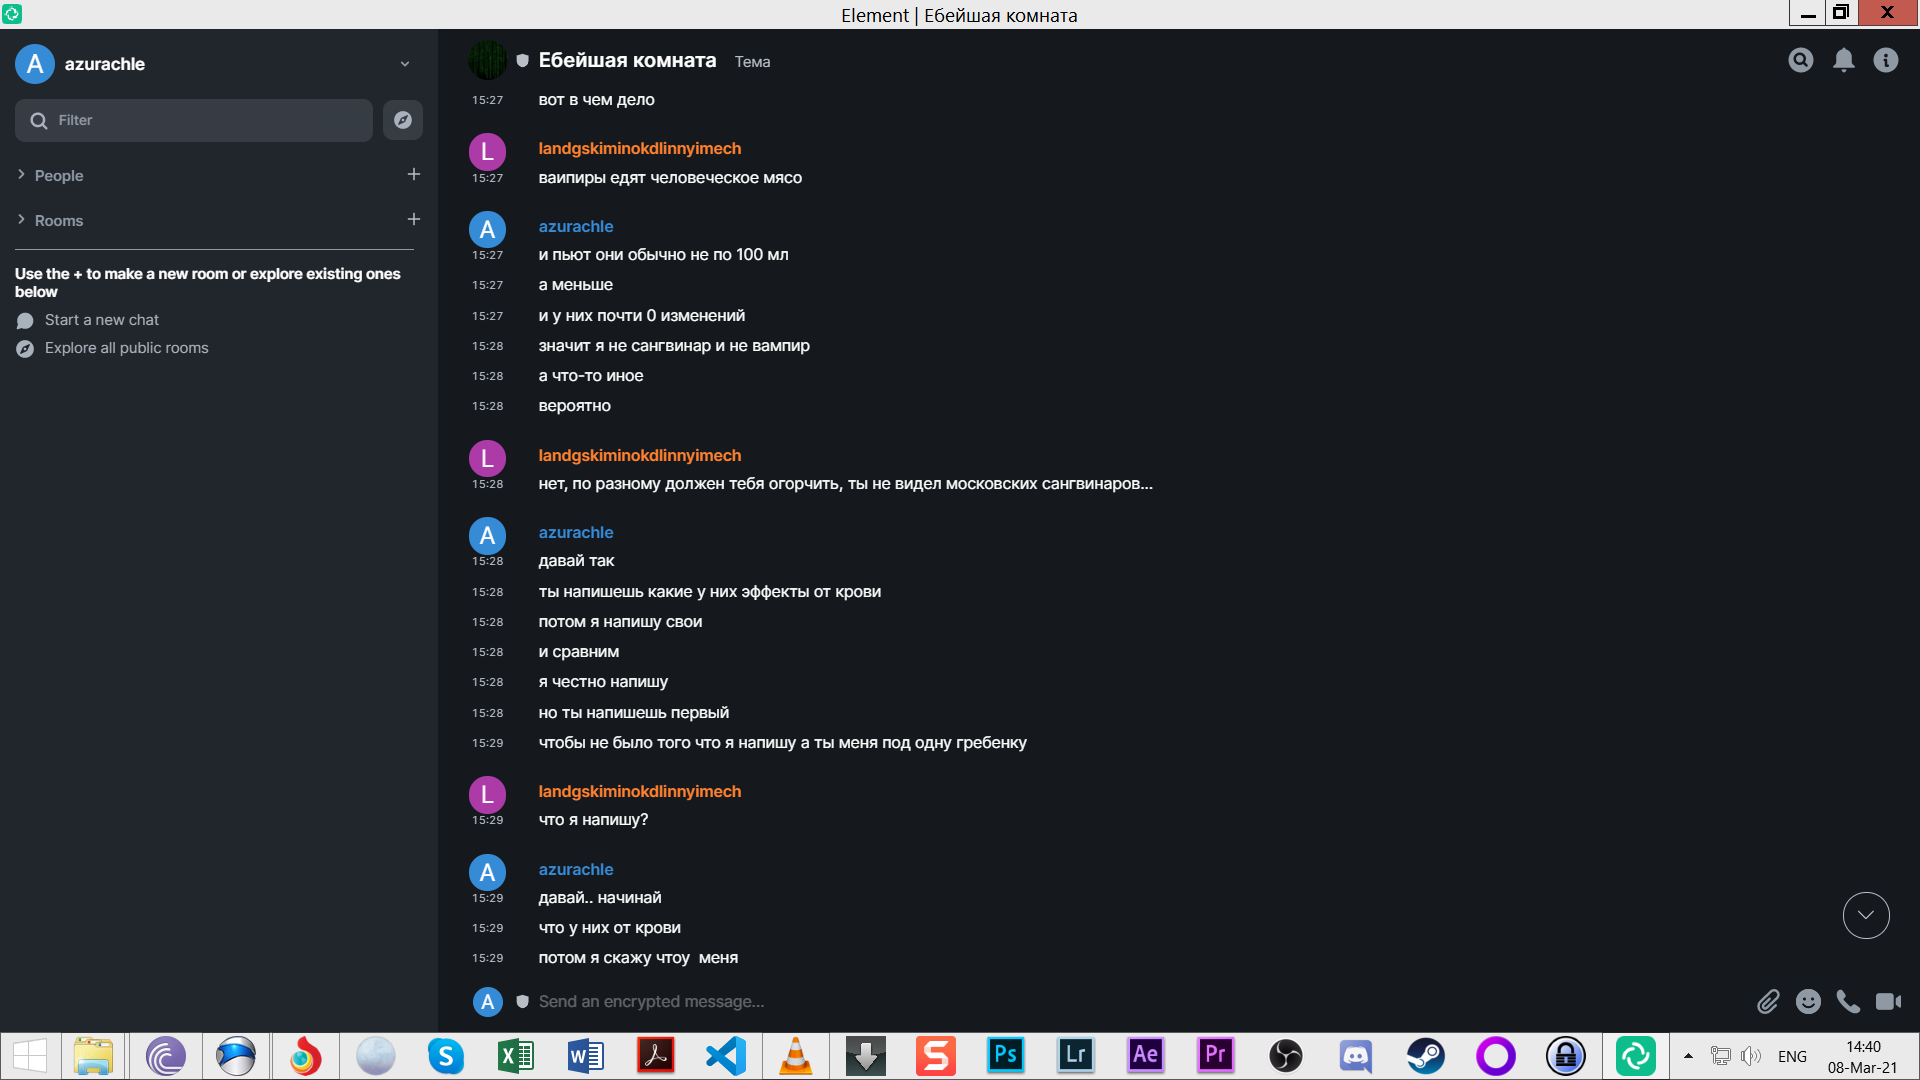 Element | Ебейшая комната
A azurachle
Filter
People
Rooms
Use the + to make a new room or explore existing ones
below
Start a new chat
Explore all public rooms
Ебейшая комната Тема
15:27 вот в чем дело
L landgskiminokdlinnyimech
15:27 ваипиры едят человеческое мясо
A azurachle
15:27 и пьют они обычно не по 100 мл
15:27 а меньше
15:27 и у них почти 0 изменений
15:28 значит я не сангвинар и не вампир
15:28 а что-то иное
15:28 вероятно
L landgskiminokdlinnyimech
15:28 нет, по разному должен тебя огорчить, ты не видел московских сангвинаров...
A azurachle
15:28 давай так
15:28 ты напишешь какие у них эффекты от крови
15:28 потом я напишу свои
15:28 и сравним
15:28 я честно напишу
15:28 но ты напишешь первый
15:29 чтобы не было того что я напишу а ты меня под одну гребенку
L landgskiminokdlinnyimech
15:29 что я напишу?
A azurachle
15:29 давай.. начинай
15:29 что у них от крови
15:29 потом я скажу чтоу  меня
A Send an encrypted message...
Ps Lr Ae Pr
ENG
14:40
08-Mar-21